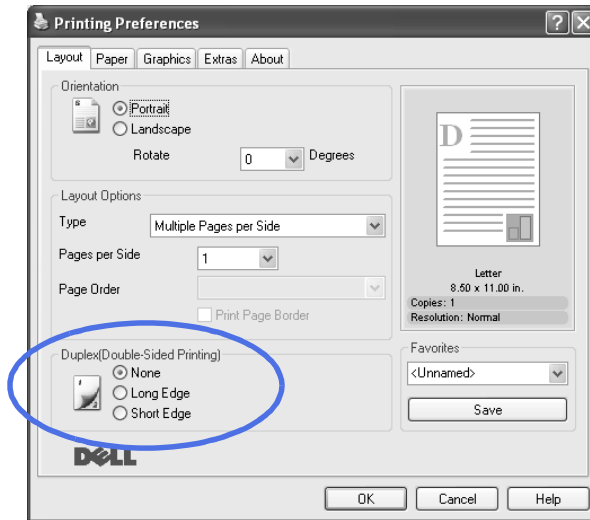 Printing Preferences
Layout Paper Graphics Extras About
Orientation
S
Portrait
Landscape
Rotate 0 Degrees
Layout Options
Type Multiple Pages per Side
Pages per Side 1
Page Order
Print Page Border
Duplex(Double-Sided Printing)
None
Long Edge
Short Edge
DELL
D
Letter
8.50 x 11.00 in.
Copies: 1
Resolution: Normal
Favorites
<Unnamed>
Save
OK Cancel Help